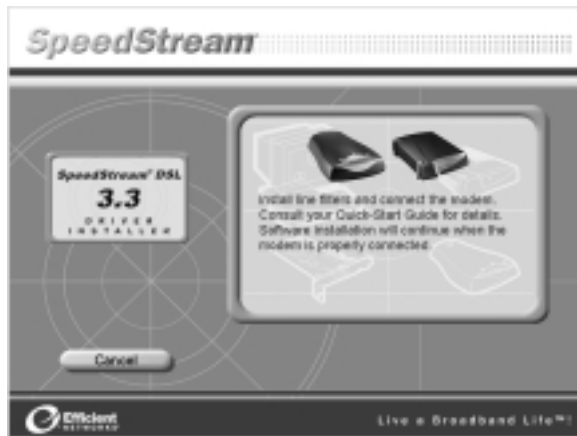 SpeedStream
SpeedStream® DSL
3.3
DRIVER
INSTALLER
Install line filters and connect the modem.
Consult your Quick-Start Guide for details.
Software Installation will continue when the
modem is properly connected.
Cancel
Efficient
NETWORKS
Live a Broadband Life™!